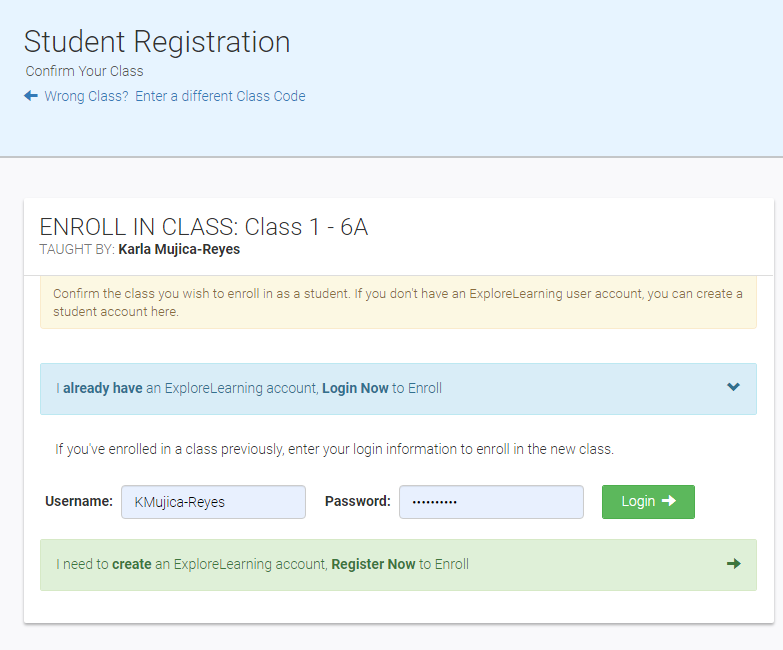 Student Registration
Confirm Your Class
Wrong Class? Enter a different Class Code
ENROLL IN CLASS: Class 1 - 6A
TAUGHT BY: Karla Mujica-Reyes
Confirm the class you wish to enroll in as a student. If you don't have an ExploreLearning user account, you can create a
student account here.
I already have an ExploreLearning account, Login Now to Enroll
If you've enrolled in a class previously, enter your login information to enroll in the new class.
Username: KMujica-Reyes Password: •••••••••• Login
I need to create an ExploreLearning account, Register Now to Enroll